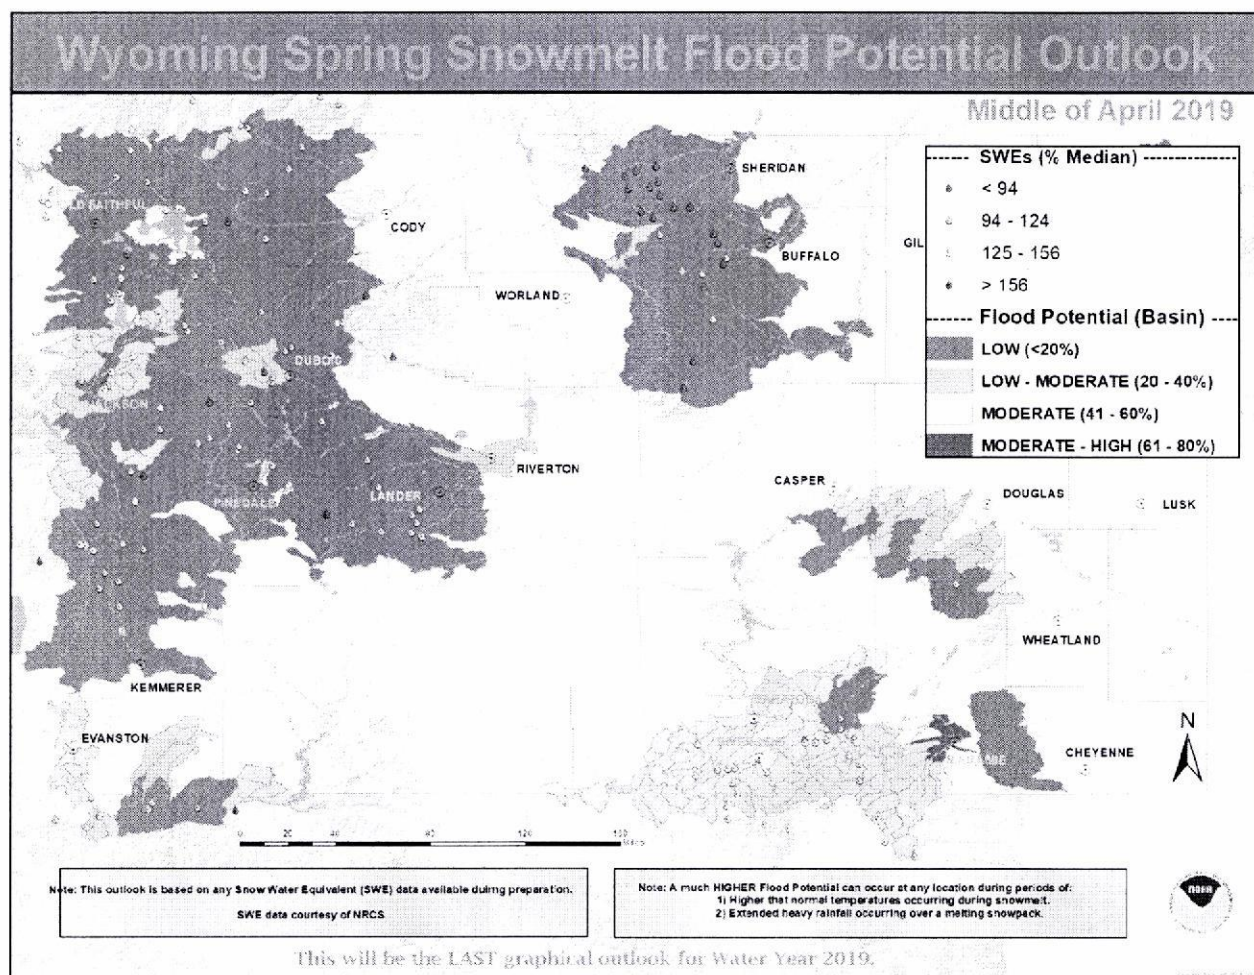 Wyoming Spring Snowmelt Flood Potential Outlook
Middle of April 2019
SWEs (% Median)
< 94
94 - 124
125 - 156
> 156
Flood Potential (Basin)
LOW (<20%)
LOW - MODERATE (20 - 40%)
MODERATE (41 - 60%)
MODERATE - HIGH (61 - 80%)
SHERIDAN
LD FAITHFUL
CODY
BUFFALO
GIL
WORLAND
DUBOIS
JACKSON
RIVERTON
CASPER
DOUGLAS
LUSK
PINEDALE
LANDER
WHEATLAND
KEMMERER
EVANSTON
CHEYENNE
N
20
40
80
120
160
Miles
Note: This outlook is based on any Snow Water Equivalent (SWE) data available duirng preparation.
SWE data courtesy of NRCS
Note: A much HIGHER Flood Potential can occur at any location during periods of:
1) Higher that normal temperatures occurring during snowmelt.
2) Extended heavy rainfall occurring over a melting snowpack.
noaa
This will be the LAST graphical outlook for Water Year 2019.